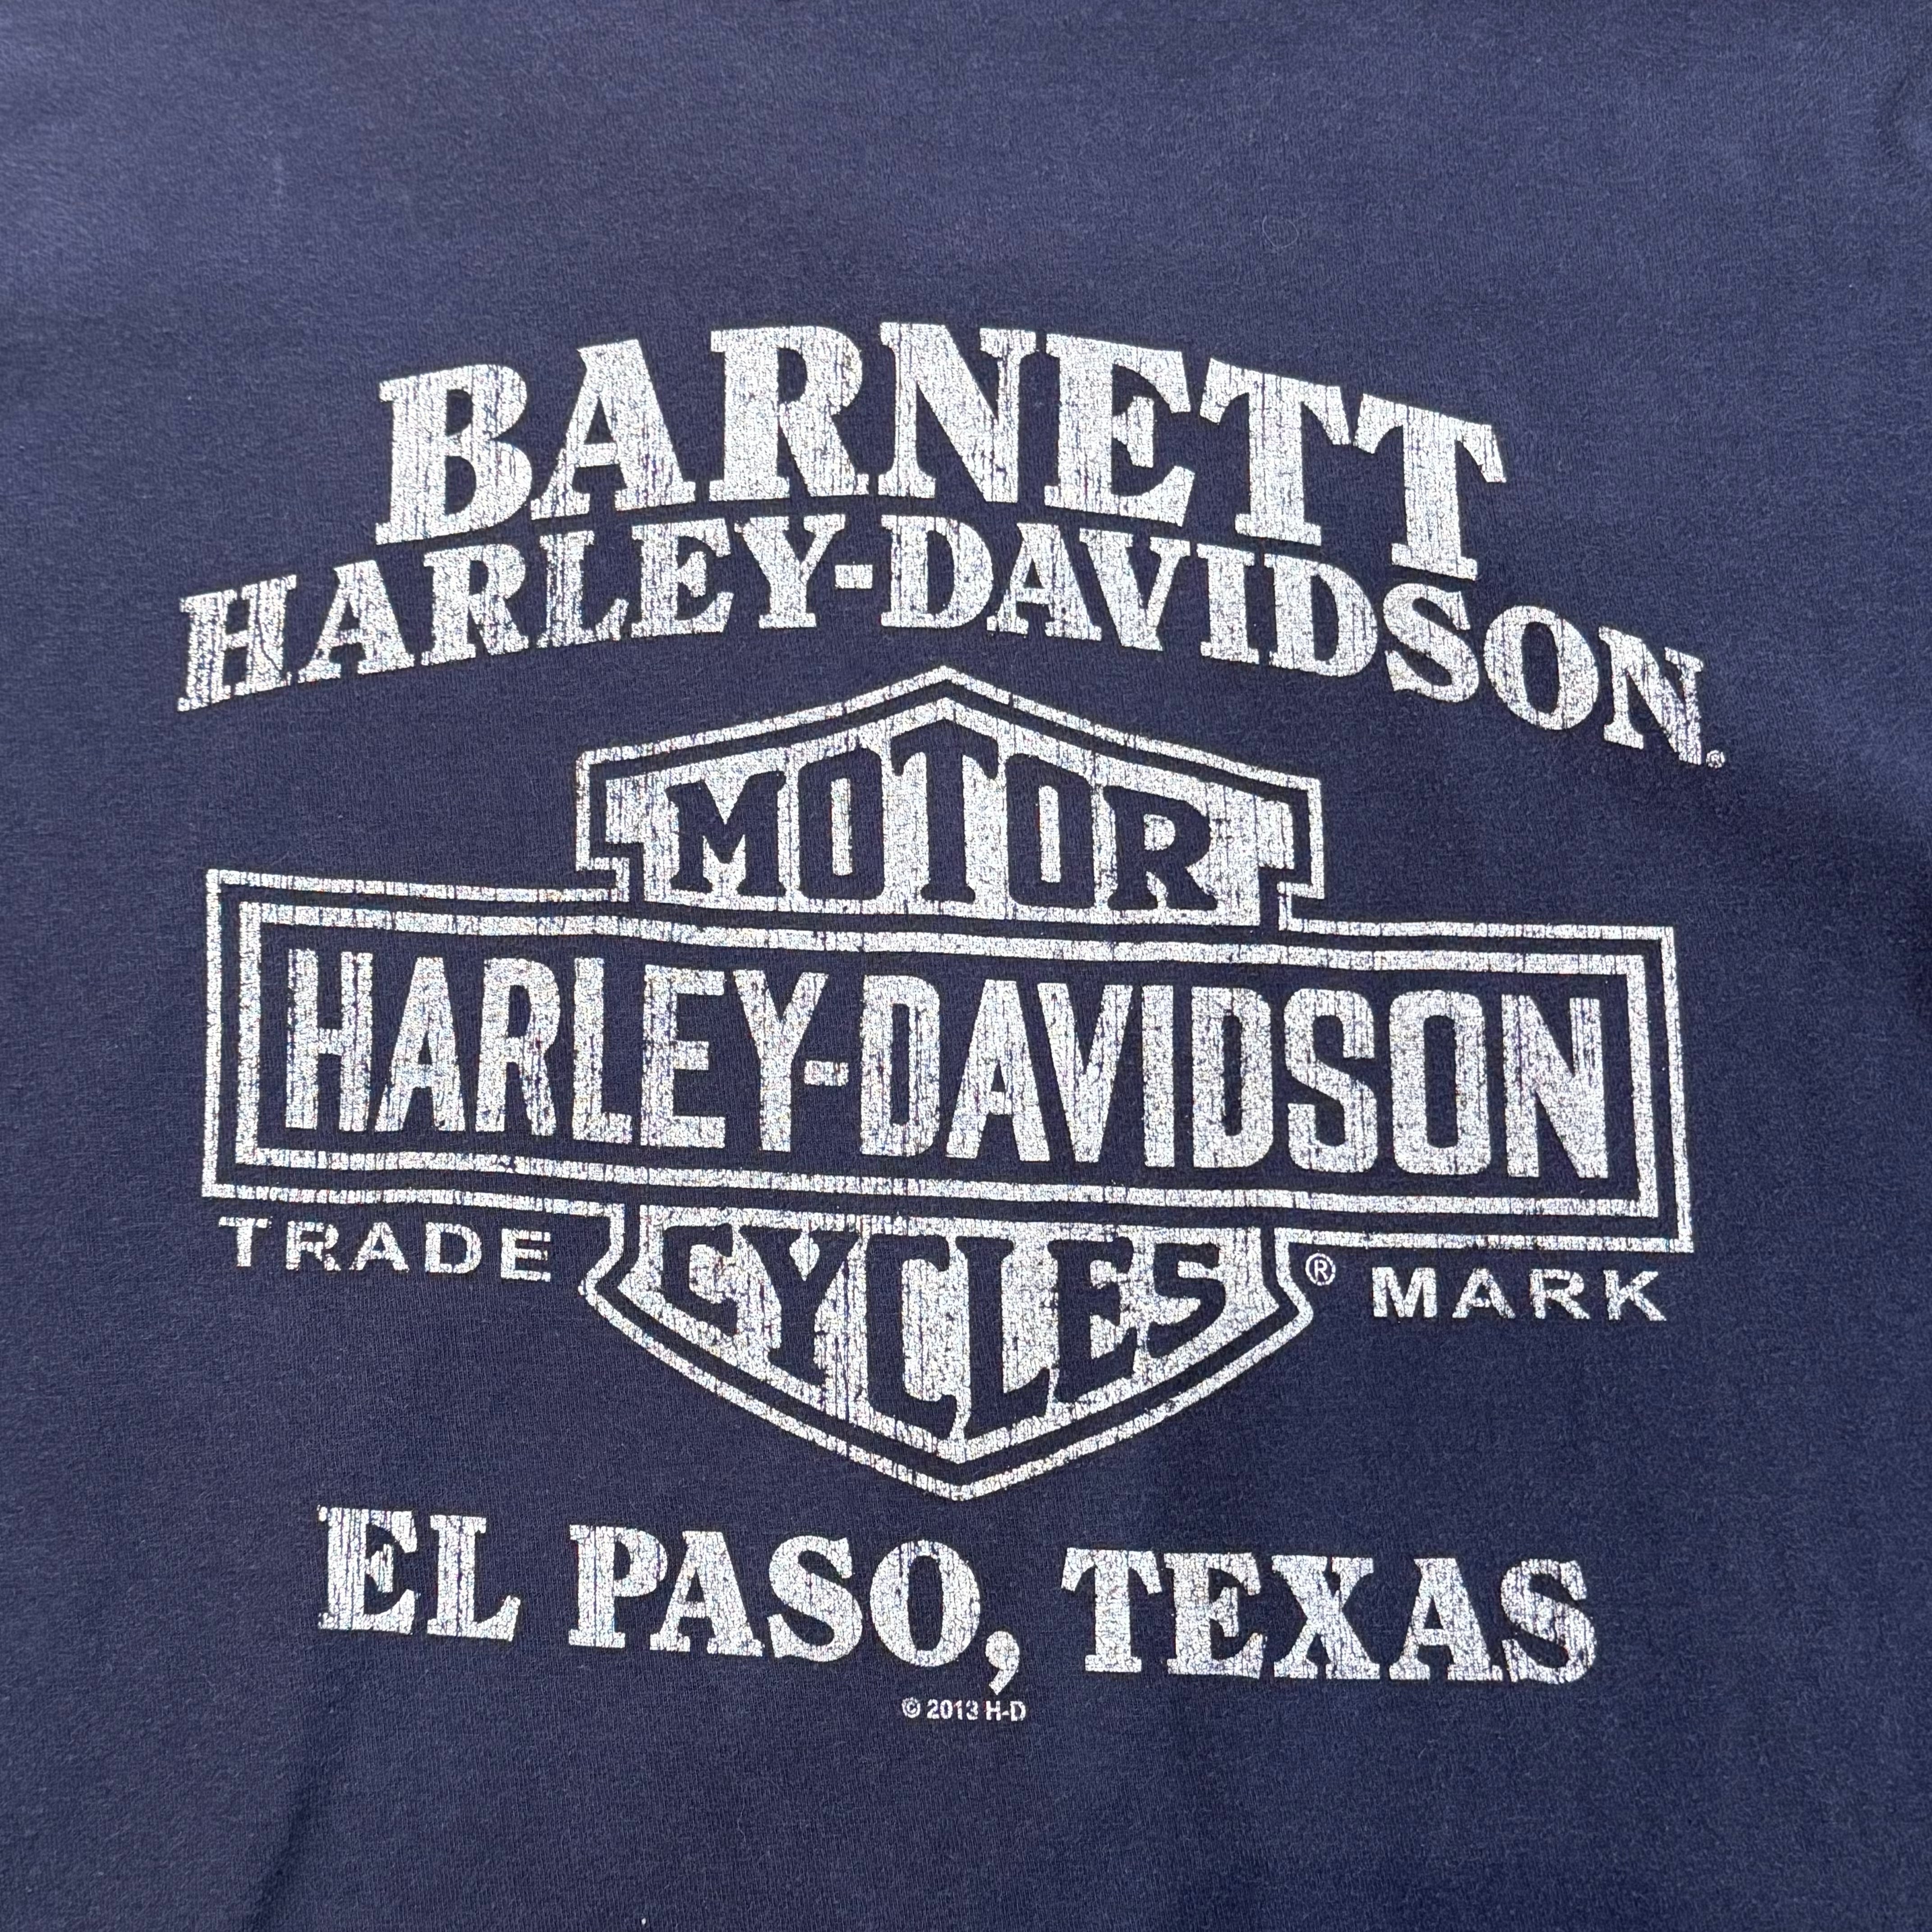 BARNETT
HARLEY-DAVIDSON®
MOTOR
HARLEY-DAVIDSON
CYCLES
TRADE ® MARK
EL PASO, TEXAS
© 2013 H-D